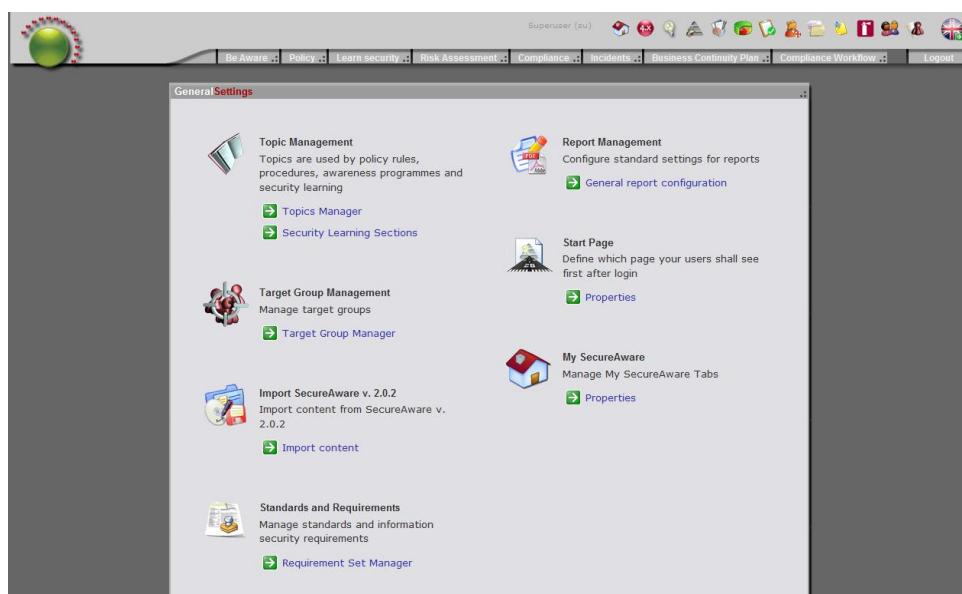 Superuser (su)
Be Aware .: Policy .: Learn security .: Risk Assessment .: Compliance .: Incidents .: Business Continuity Plan .: Compliance Workflow .: Logout
General Settings .:
Topic Management
Topics are used by policy rules,
procedures, awareness programmes and
security learning
Topics Manager
Security Learning Sections
Target Group Management
Manage target groups
Target Group Manager
Import SecureAware v. 2.0.2
Import content from SecureAware v.
2.0.2
Import content
Standards and Requirements
Manage standards and information
security requirements
Requirement Set Manager
Report Management
Configure standard settings for reports
General report configuration
Start Page
Define which page your users shall see
first after login
Properties
My SecureAware
Manage My SecureAware Tabs
Properties